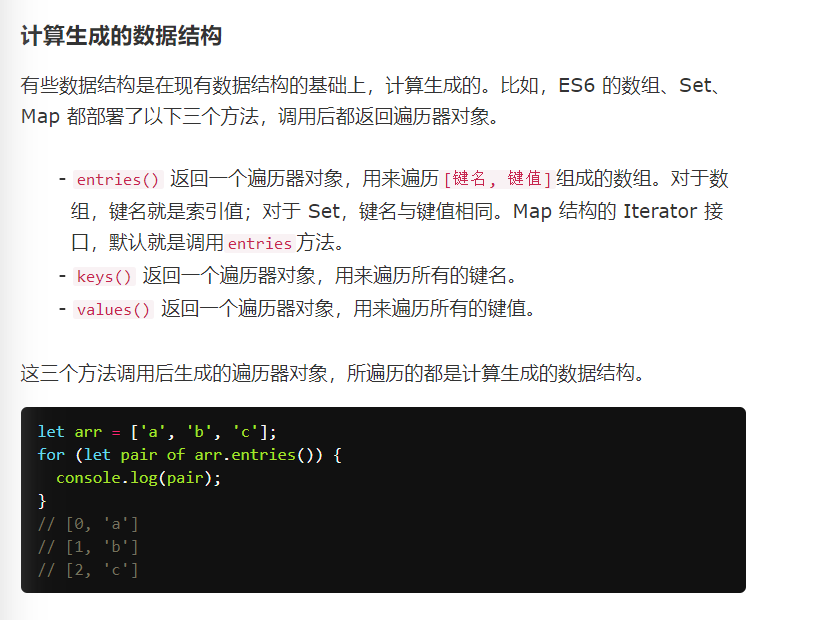 计算生成的数据结构
有些数据结构是在现有数据结构的基础上，计算生成的。比如，ES6 的数组、Set、
Map 都部署了以下三个方法，调用后都返回遍历器对象。
- entries() 返回一个遍历器对象，用来遍历[键名, 键值]组成的数组。对于数
组，键名就是索引值；对于 Set，键名与键值相同。Map 结构的 Iterator 接
口，默认就是调用entries方法。
- keys() 返回一个遍历器对象，用来遍历所有的键名。
- values() 返回一个遍历器对象，用来遍历所有的键值。
这三个方法调用后生成的遍历器对象，所遍历的都是计算生成的数据结构。
let arr = ['a', 'b', 'c'];
for (let pair of arr.entries()) {
  console.log(pair);
}
// [0, 'a']
// [1, 'b']
// [2, 'c']